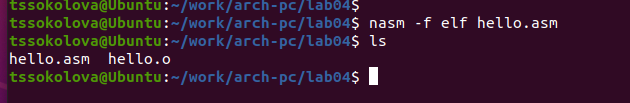 tssokolova@Ubuntu:~/work/arch-pc/lab04$
tssokolova@Ubuntu:~/work/arch-pc/lab04$ nasm -f elf hello.asm
tssokolova@Ubuntu:~/work/arch-pc/lab04$ ls
hello.asm  hello.o
tssokolova@Ubuntu:~/work/arch-pc/lab04$